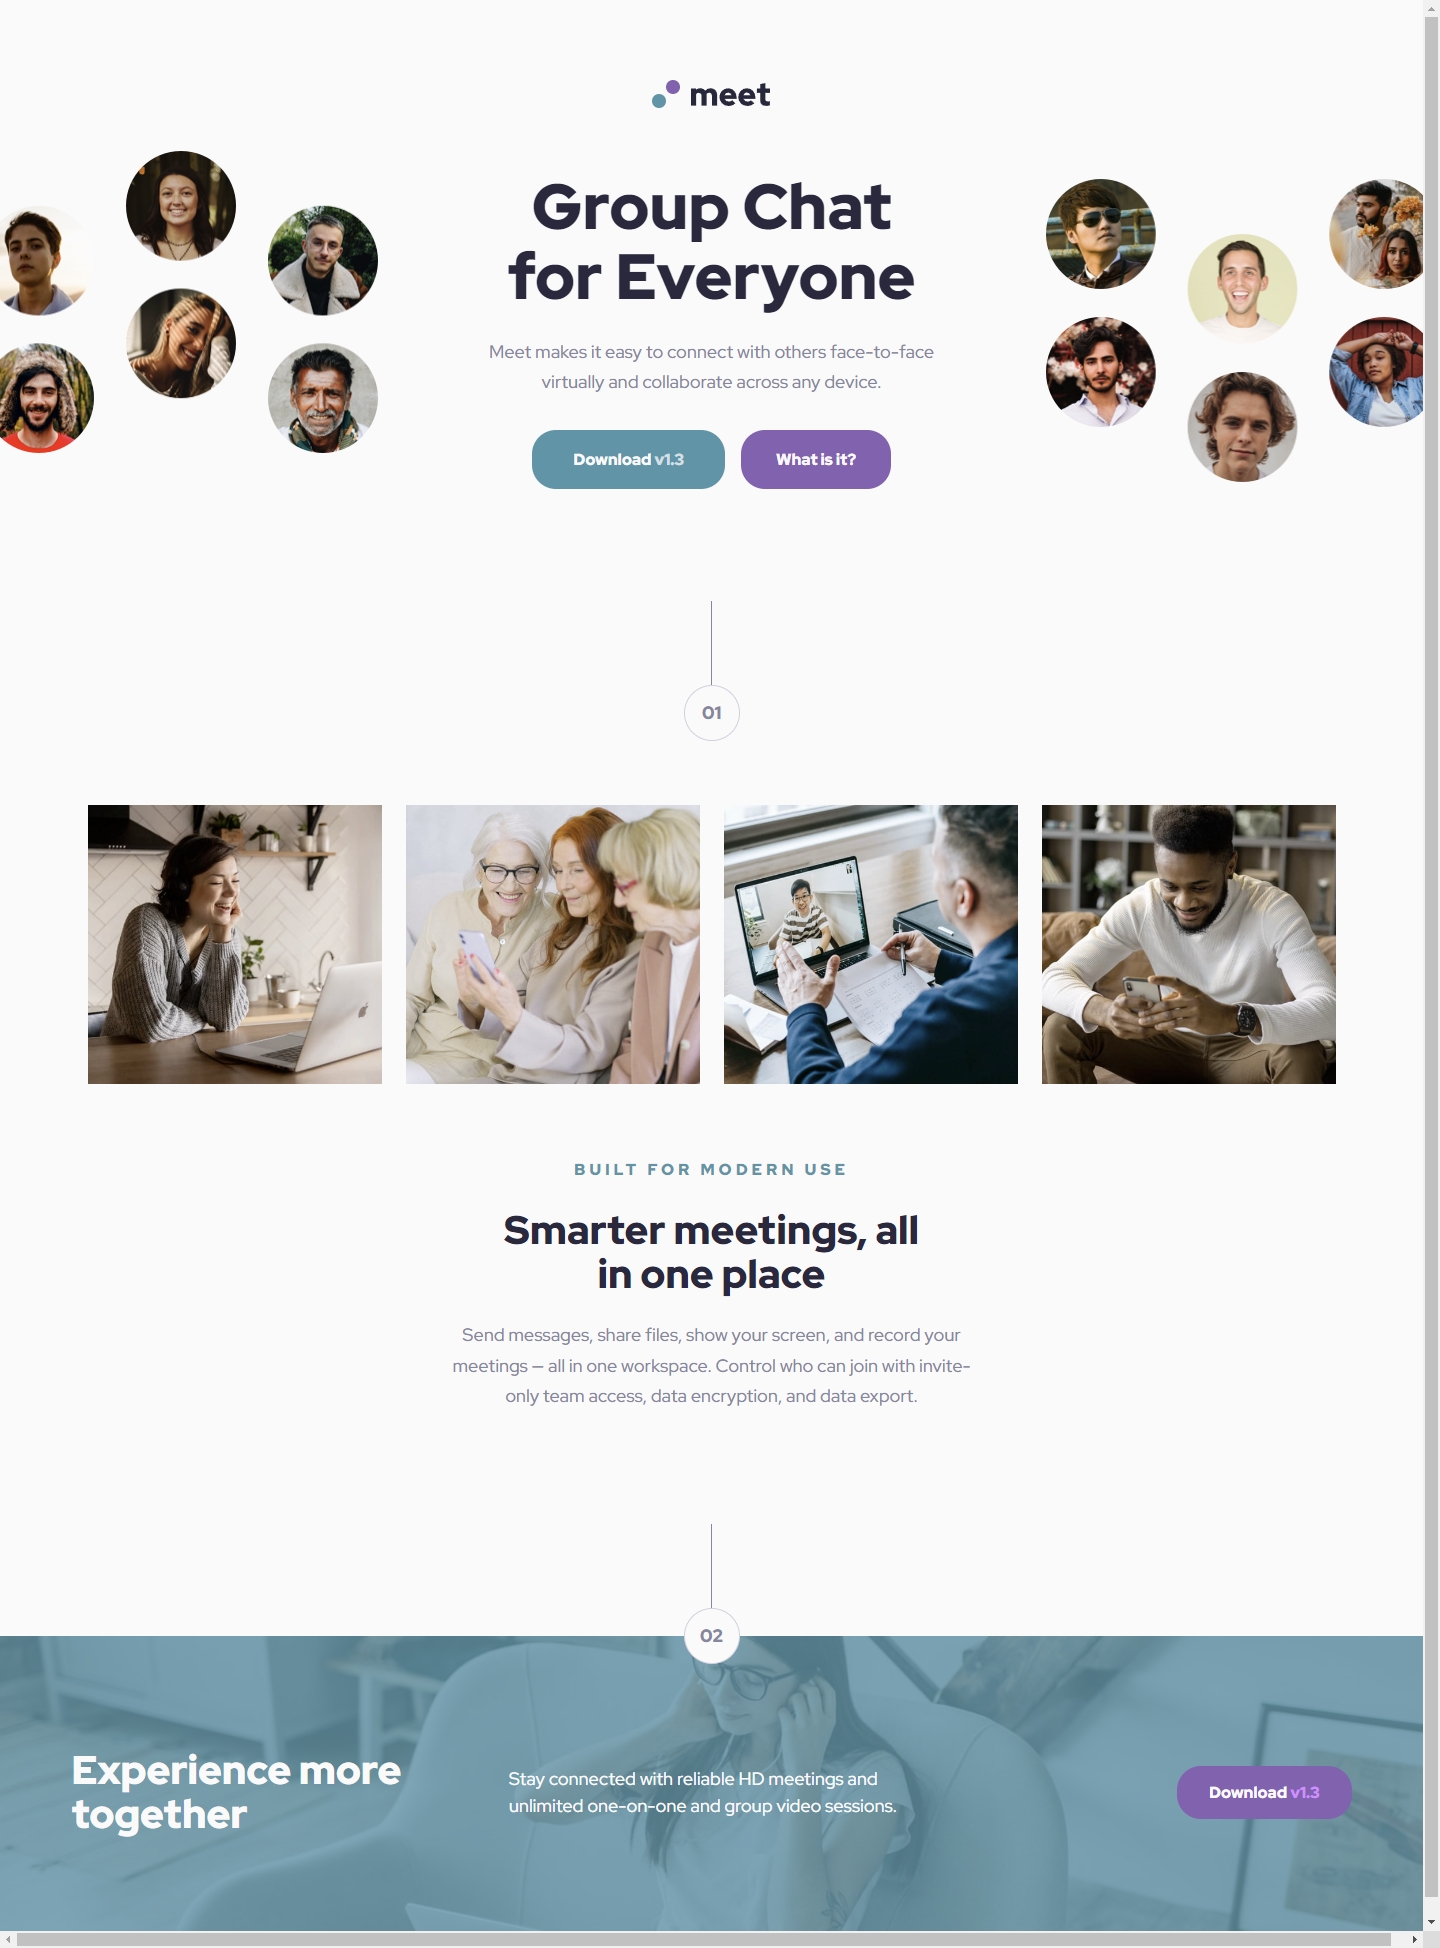 meet
Group Chat
for Everyone
Meet makes it easy to connect with others face-to-face
virtually and collaborate across any device.
Download v1.3
What is it?
01
BUILT FOR MODERN USE
Smarter meetings, all
in one place
Send messages, share files, show your screen, and record your
meetings — all in one workspace. Control who can join with invite-
only team access, data encryption, and data export.
02
Experience more
together
Stay connected with reliable HD meetings and
unlimited one-on-one and group video sessions.
Download v1.3